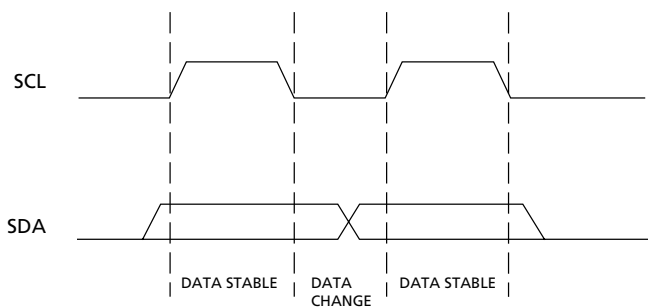 SCL
SDA
DATA STABLE
DATA
CHANGE
DATA STABLE